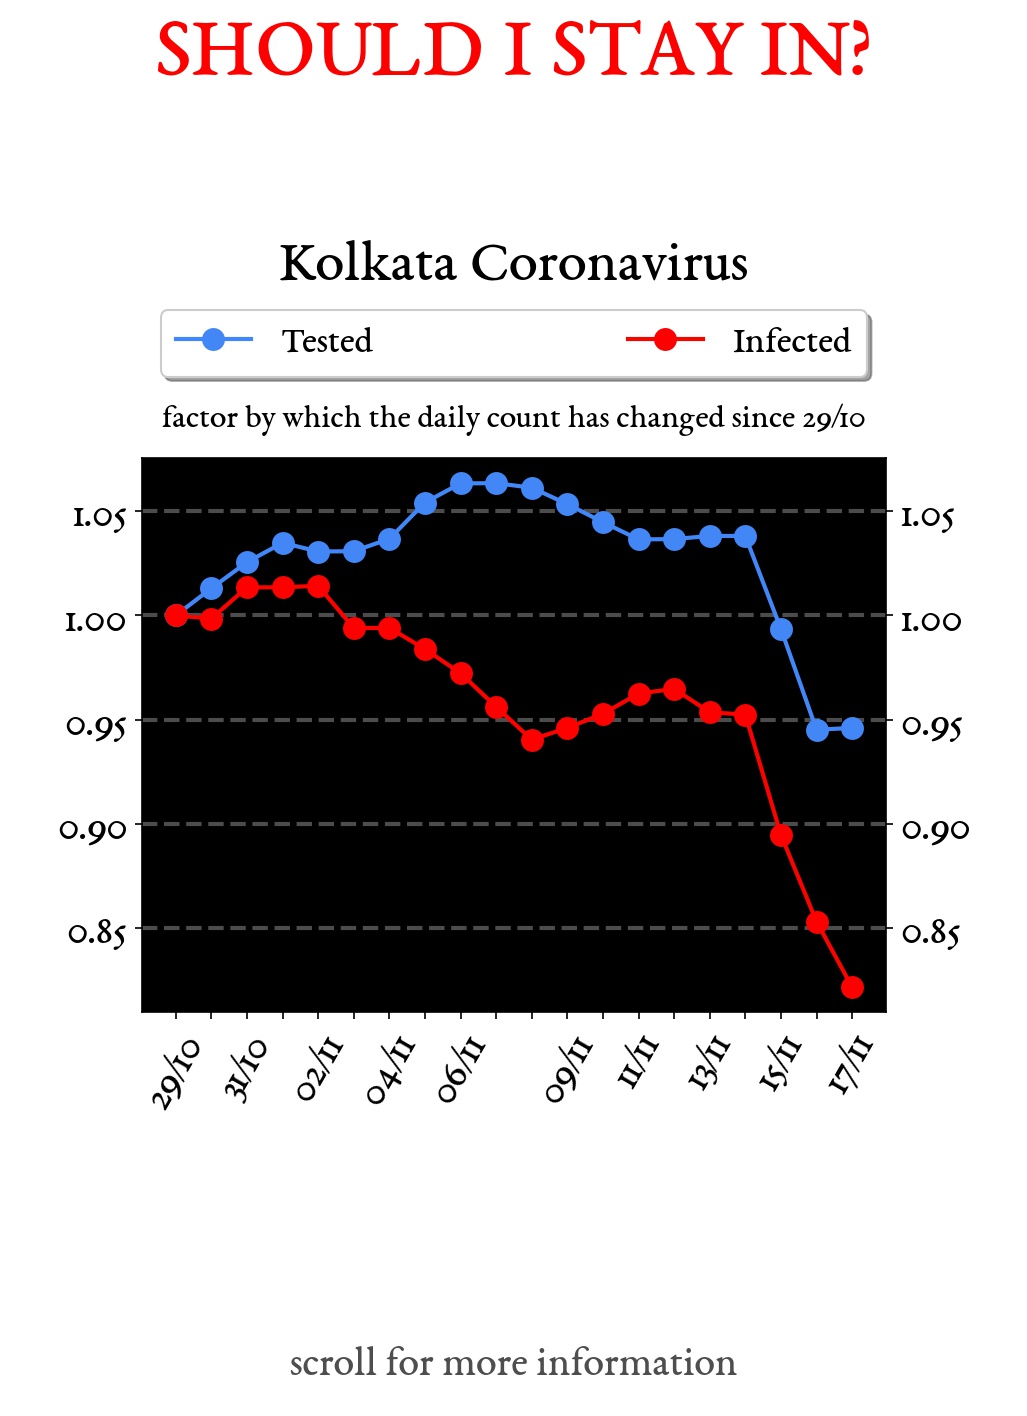 SHOULD I STAY IN?
Kolkata Coronavirus
Tested Infected
factor by which the daily count has changed since 29/10
1.05 1.05
1.00 1.00
0.95 0.95
0.90 0.90
0.85 0.85
29/10 31/10 02/11 04/11 06/11 09/11 11/11 13/11 15/11 17/11
scroll for more information